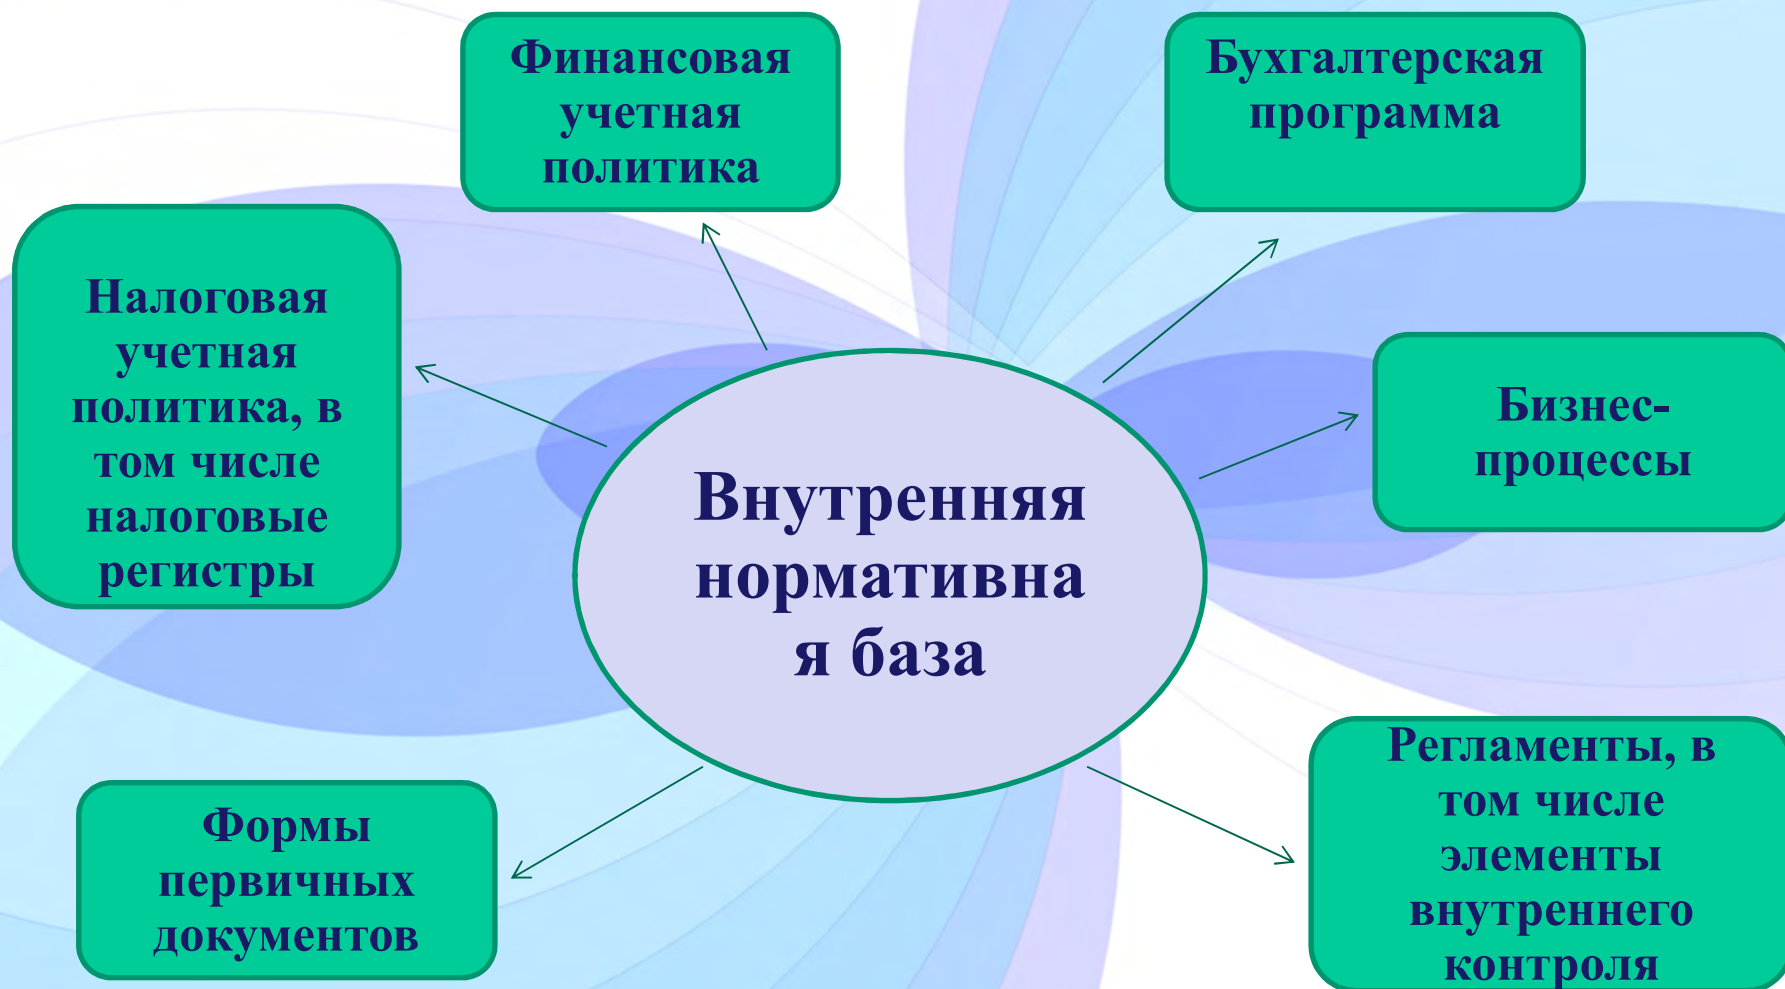 Финансовая
учетная
политика
Бухгалтерская
программа
Налоговая
учетная
политика, в
том числе
налоговые
регистры
Бизнес-
процессы
Внутренняя
нормативна
я база
Формы
первичных
документов
Регламенты, в
том числе
элементы
внутреннего
контроля